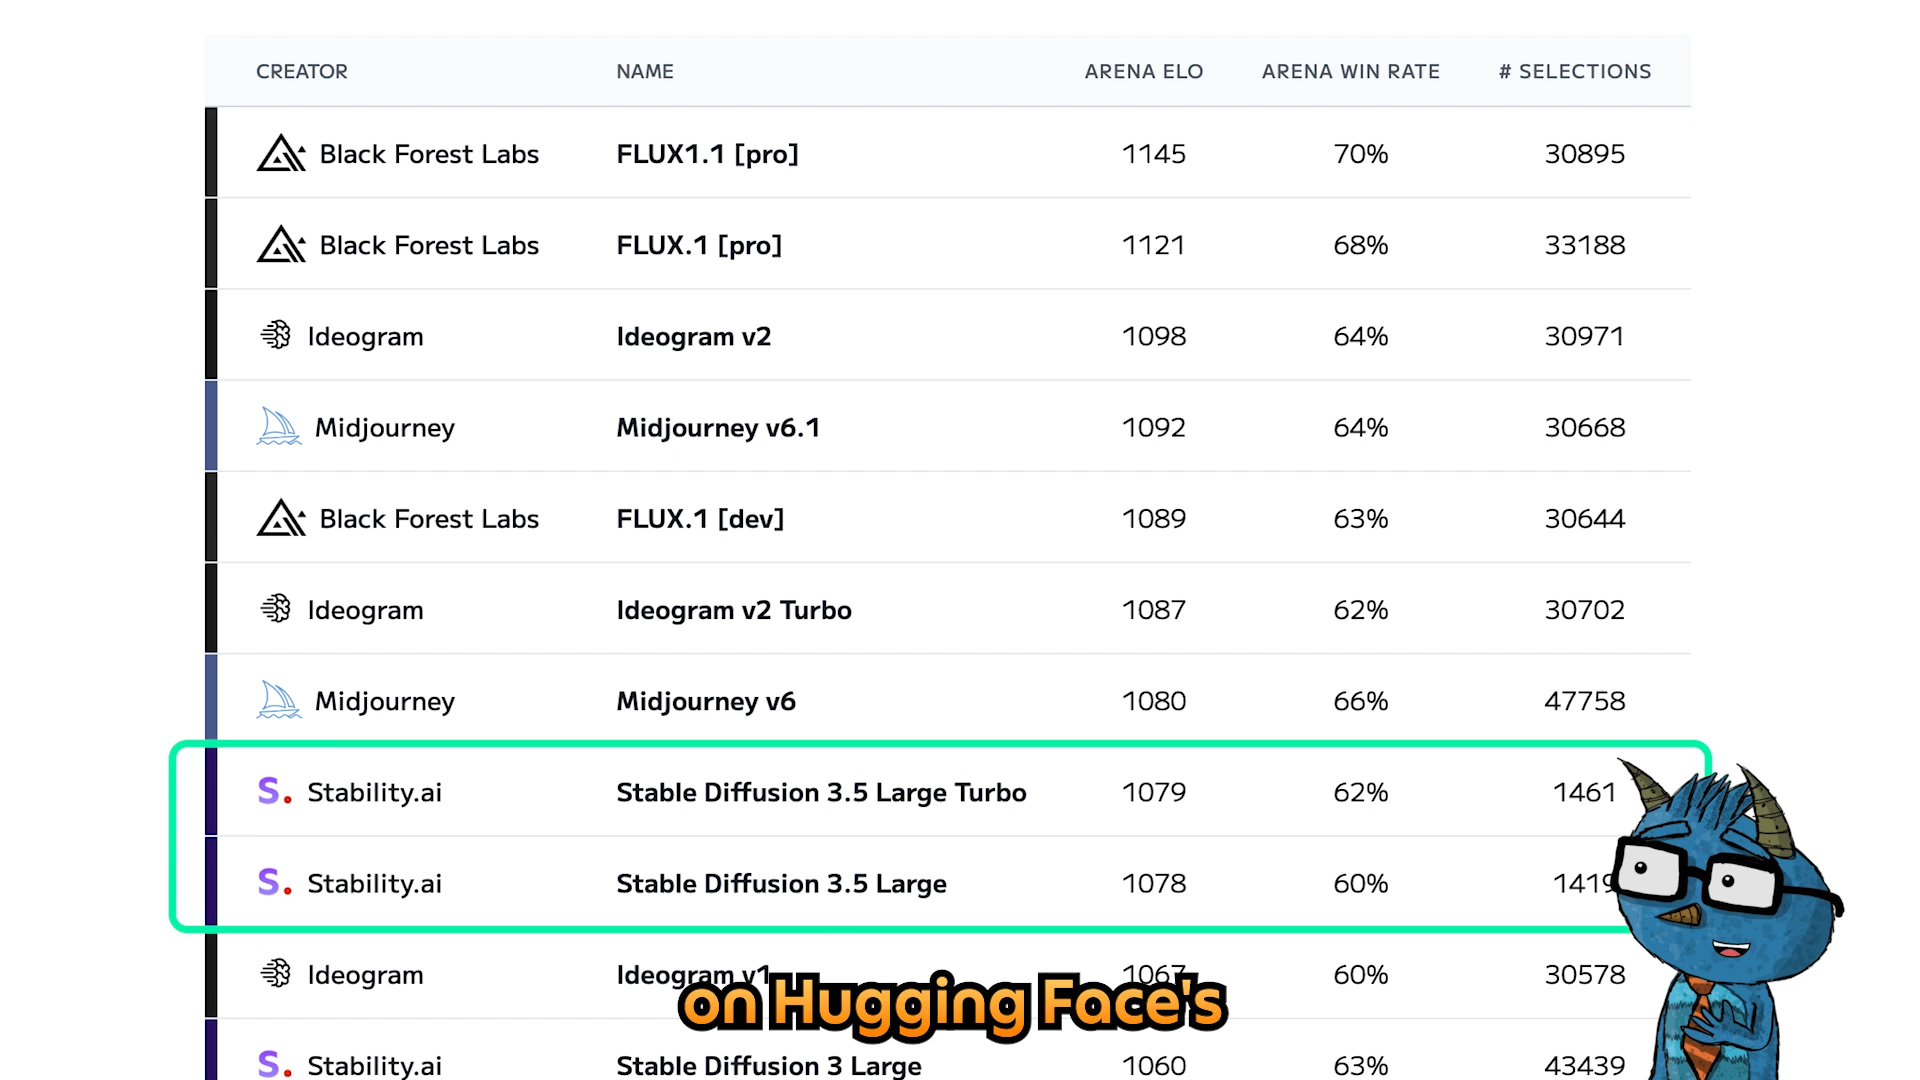 CREATOR NAME ARENA ELO ARENA WIN RATE # SELECTIONS
Black Forest Labs FLUX1.1 [pro] 1145 70% 30895
Black Forest Labs FLUX.1 [pro] 1121 68% 33188
Ideogram Ideogram v2 1098 64% 30971
Midjourney Midjourney v6.1 1092 64% 30668
Black Forest Labs FLUX.1 [dev] 1089 63% 30644
Ideogram Ideogram v2 Turbo 1087 62% 30702
Midjourney Midjourney v6 1080 66% 47758
S. Stability.ai Stable Diffusion 3.5 Large Turbo 1079 62% 1461
S. Stability.ai Stable Diffusion 3.5 Large 1078 60% 1419
Ideogram Ideogram v1 1067 60% 30578
on Hugging Face's
S. Stability.ai Stable Diffusion 3 Large 1060 63% 43439